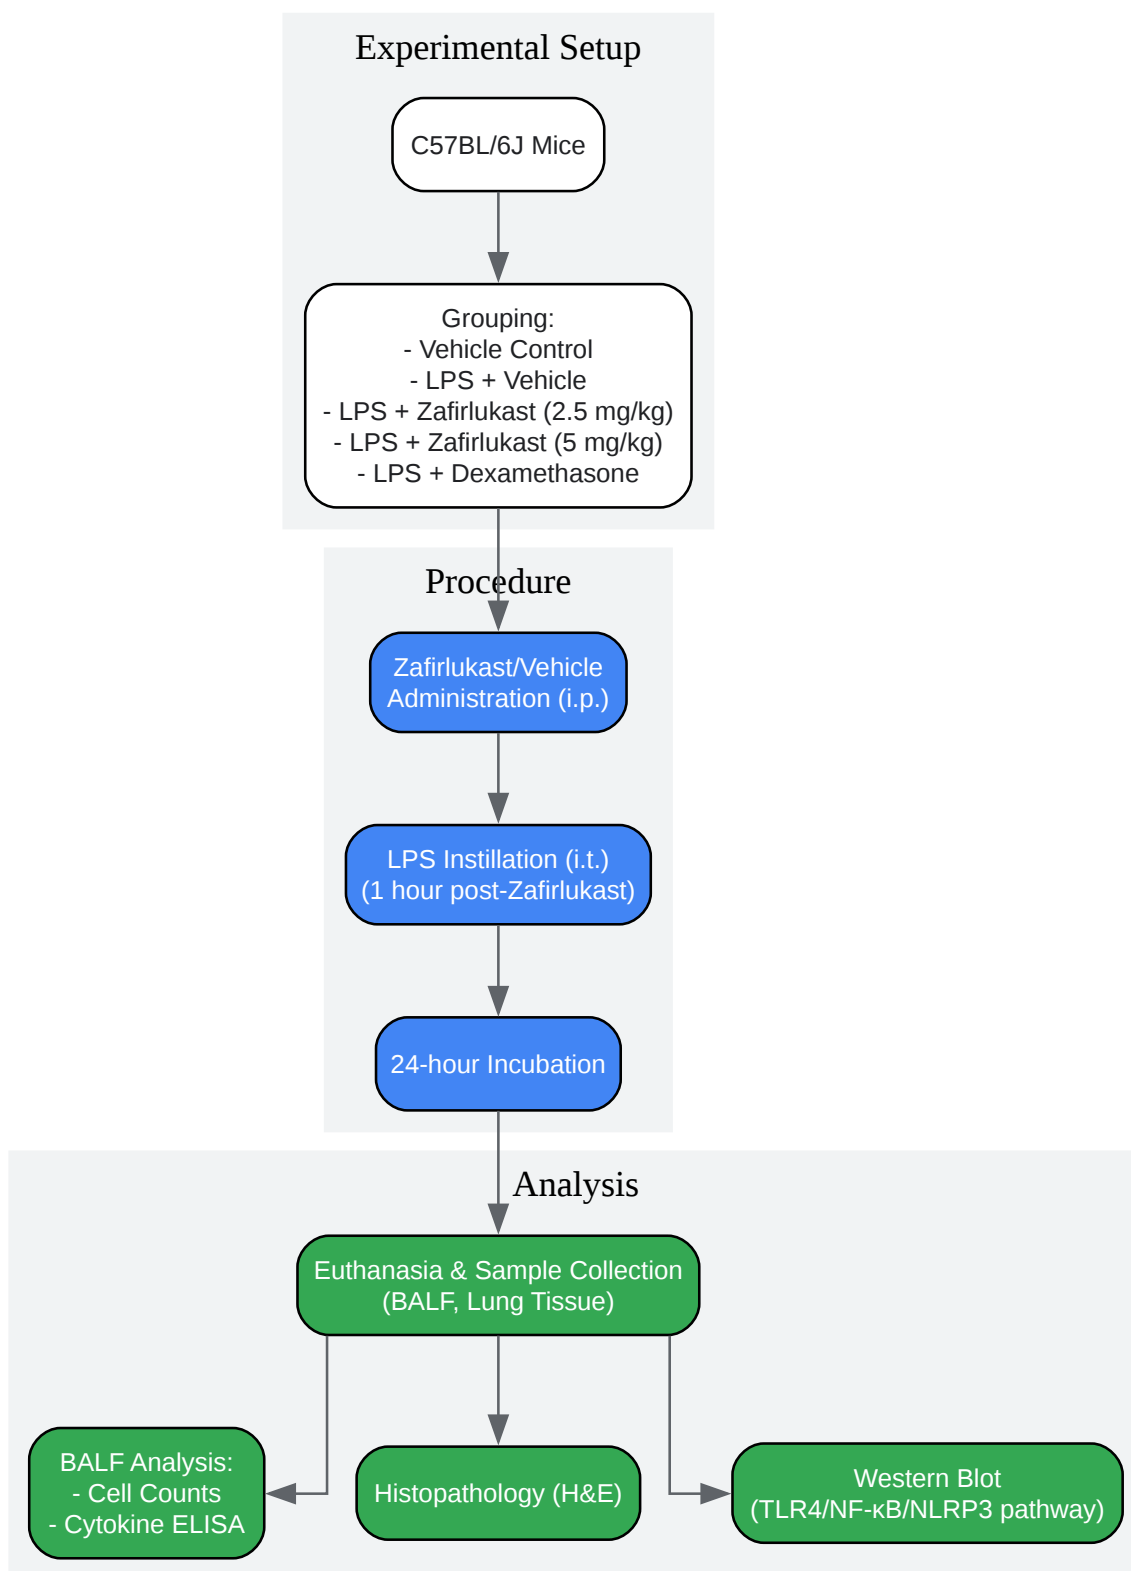 Experimental Setup
C57BL/6J Mice
Grouping:
- Vehicle Control
- LPS + Vehicle
- LPS + Zafirlukast (2.5 mg/kg)
- LPS + Zafirlukast (5 mg/kg)
- LPS + Dexamethasone
Procedure
Zafirlukast/Vehicle
Administration (i.p.)
LPS Instillation (i.t.)
(1 hour post-Zafirlukast)
24-hour Incubation
Analysis
Euthanasia & Sample Collection
(BALF, Lung Tissue)
BALF Analysis:
- Cell Counts
- Cytokine ELISA
Histopathology (H&E)
Western Blot
(TLR4/NF-κB/NLRP3 pathway)